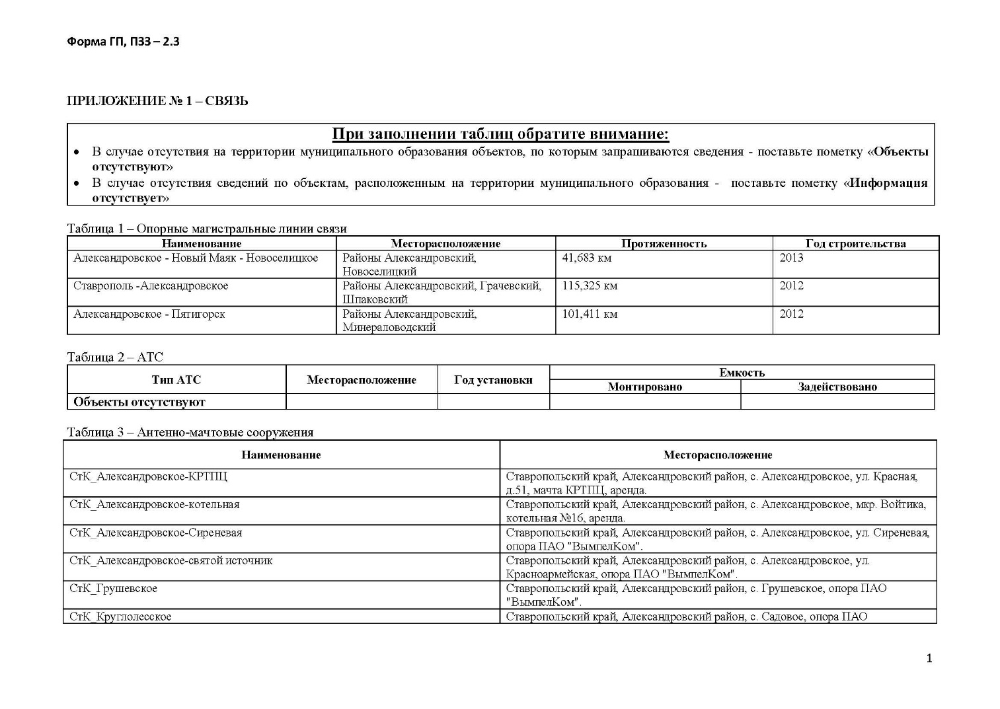 Форма ГП, ПЗЗ – 2.3
ПРИЛОЖЕНИЕ № 1 – СВЯЗЬ
При заполнении таблиц обратите внимание:
• В случае отсутствия на территории муниципального образования объектов, по которым запрашиваются сведения - поставьте пометку «Объекты
отсутствуют»
• В случае отсутствия сведений по объектам, расположенным на территории муниципального образования - поставьте пометку «Информация
отсутствует»
Таблица 1 – Опорные магистральные линии связи
Наименование Месторасположение Протяженность Год строительства
Александровское - Новый Маяк - Новоселицкое Районы Александровский, 41,683 км 2013
Новоселицкий
Ставрополь -Александровское Районы Александровский, Грачевский, 115,325 км 2012
Шпаковский
Александровское - Пятигорск Районы Александровский, 101,411 км 2012
Минераловодский
Таблица 2 – АТС
Тип АТС Месторасположение Год установки Емкость
Монтировано Задействовано
Объекты отсутствуют
Таблица 3 – Антенно-мачтовые сооружения
Наименование Месторасположение
СтК_Александровское-КРТПЦ Ставропольский край, Александровский район, с. Александровское, ул. Красная,
д.51, мачта КРТПЦ, аренда.
СтК_Александровское-котельная Ставропольский край, Александровский район, с. Александровское, мкр. Войтика,
котельная №16, аренда.
СтК_Александровское-Сиреневая Ставропольский край, Александровский район, с. Александровское, ул. Сиреневая,
опора ПАО "ВымпелКом".
СтК_Александровское-святой источник Ставропольский край, Александровский район, с. Александровское, ул.
Красноармейская, опора ПАО "ВымпелКом".
СтК_Грушевское Ставропольский край, Александровский район, с. Грушевское, опора ПАО
"ВымпелКом".
СтК_Круглолесское Ставропольский край, Александровский район, с. Садовое, опора ПАО
1